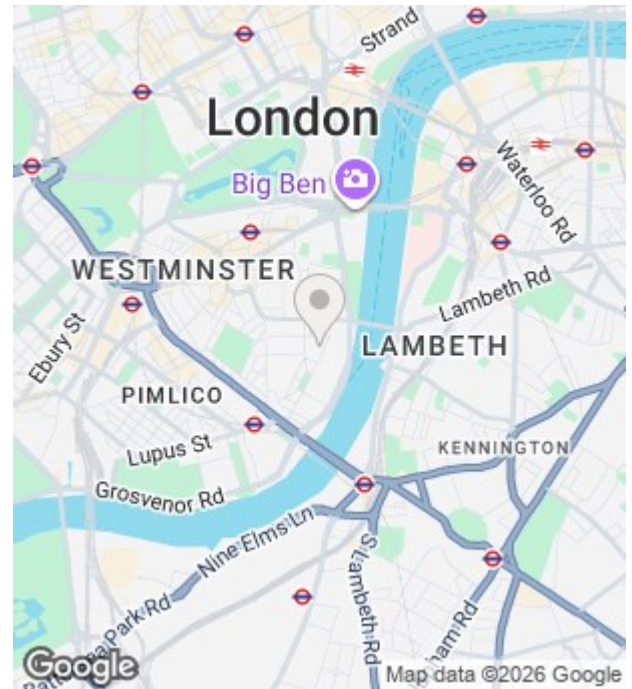 Strand
London
Big Ben
Waterloo Rd
WESTMINSTER
Lambeth Rd
Ebury St
LAMBETH
PIMLICO
Lupus St
KENNINGTON
Grosvenor Rd
Nine Elms Ln
S Lambeth Rd
Park Rd
Google
Map data ©2026 Google